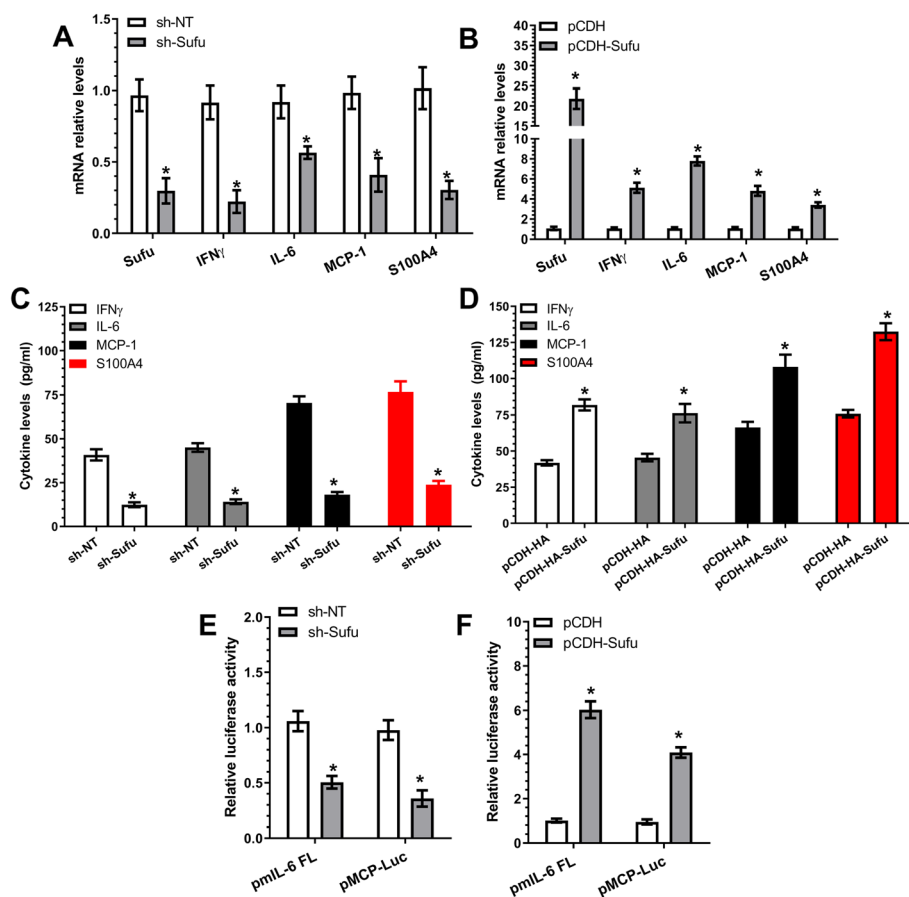 A
sh-NT
sh-Sufu
mRNA relative levels
1.5
1.0
0.5
0.0
*
*
*
*
*
Sufu
IFNγ
IL-6
MCP-1
S100A4
B
pCDH
pCDH-Sufu
mRNA relative levels
40
35
30
25
20
15
10
8
6
4
2
0
*
*
*
*
*
Sufu
IFNγ
IL-6
MCP-1
S100A4
C
IFNγ
IL-6
MCP-1
S100A4
Cytokine levels (pg/ml)
125
100
75
50
25
0
*
*
*
*
sh-NT
sh-Sufu
sh-NT
sh-Sufu
sh-NT
sh-Sufu
sh-NT
sh-Sufu
D
IFNγ
IL-6
MCP-1
S100A4
Cytokine levels (pg/ml)
150
125
100
75
50
25
0
*
*
*
*
pCDH-HA
pCDH-HA-Sufu
pCDH-HA
pCDH-HA-Sufu
pCDH-HA
pCDH-HA-Sufu
pCDH-HA
pCDH-HA-Sufu
E
sh-NT
sh-Sufu
Relative luciferase activity
2.0
1.5
1.0
0.5
0.0
*
*
pmIL-6 FL
pMCP-Luc
F
pCDH
pCDH-Sufu
Relative luciferase activity
10
8
6
4
2
0
*
*
pmIL-6 FL
pMCP-Luc